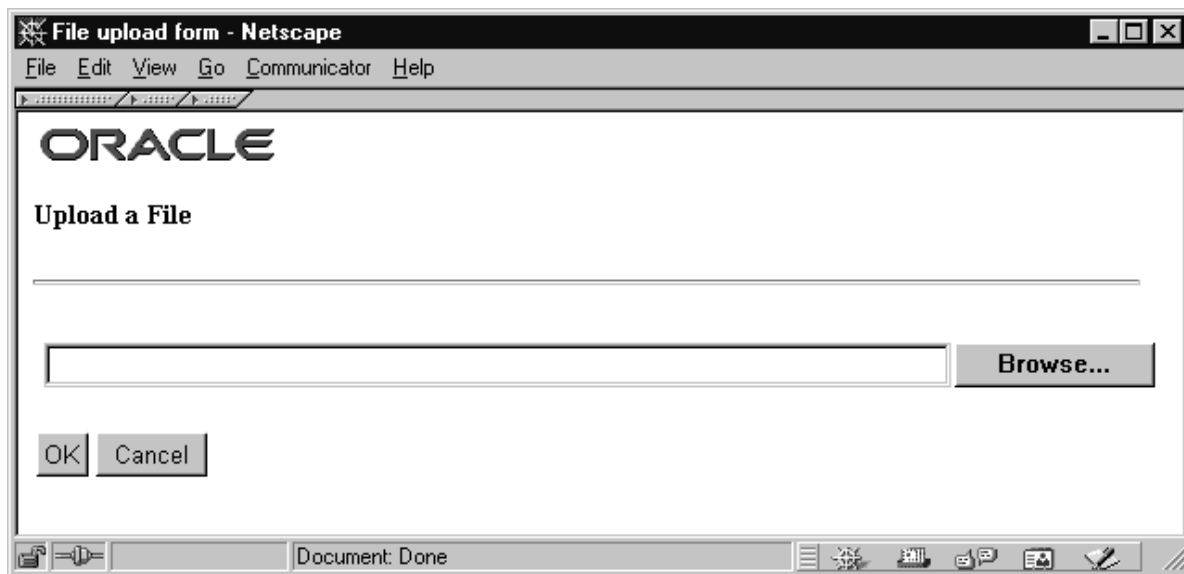 File upload form - Netscape
File Edit View Go Communicator Help
ORACLE
Upload a File
Browse...
OK Cancel
Document: Done